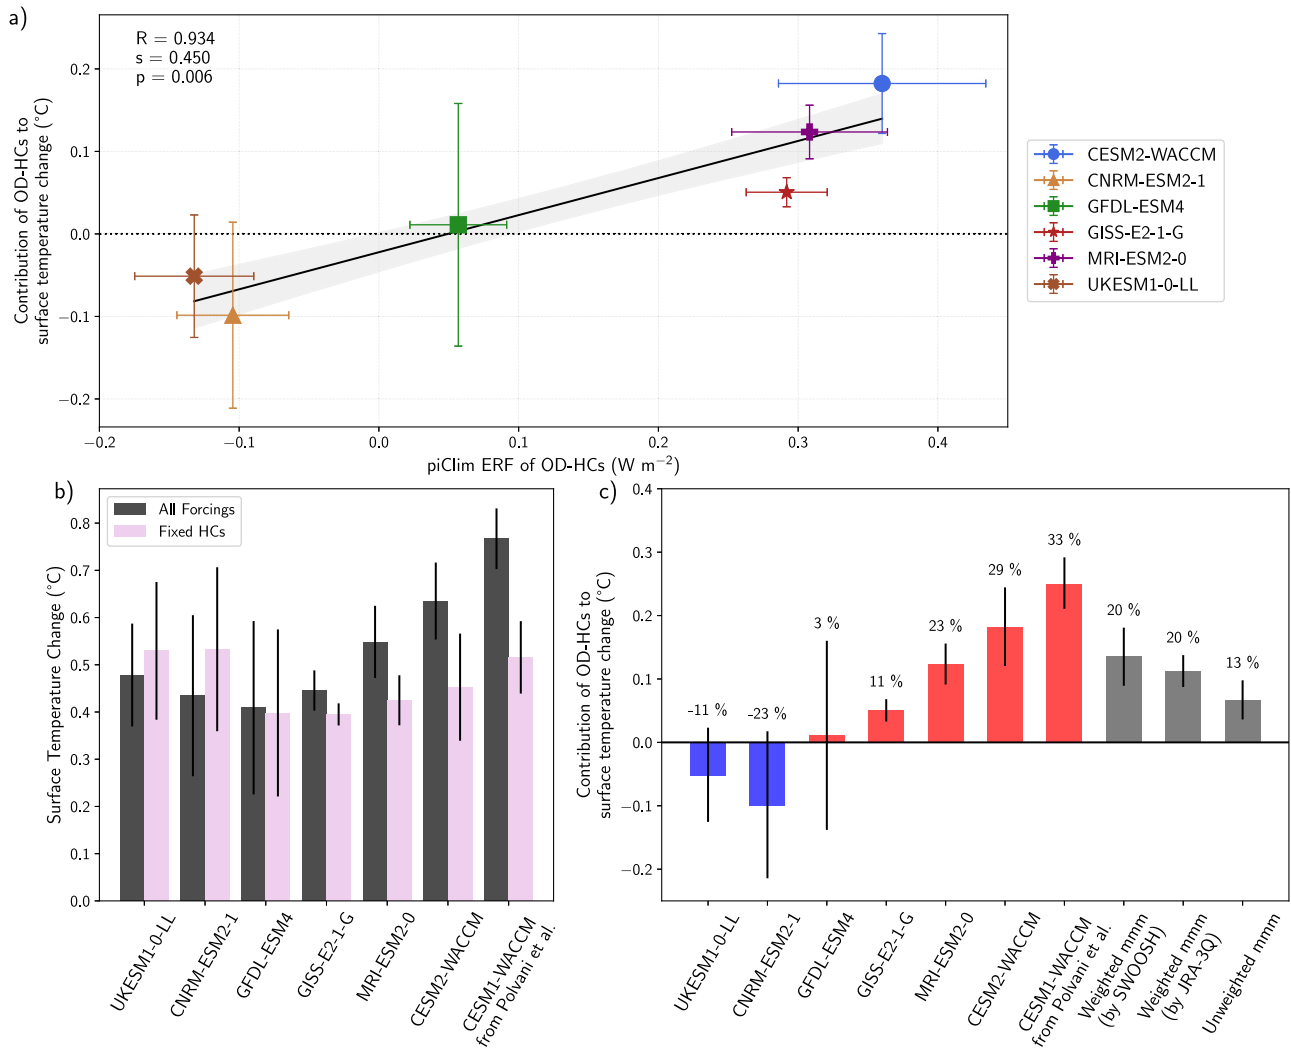 a)
R = 0.934
s = 0.450
p = 0.006
Contribution of OD-HCs to
surface temperature change (°C)
0.2
0.1
0.0
−0.1
−0.2
−0.2
−0.1
0.0
0.1
0.2
0.3
0.4
piClim ERF of OD-HCs (W m⁻²)
CESM2-WACCM
CNRM-ESM2-1
GFDL-ESM4
GISS-E2-1-G
MRI-ESM2-0
UKESM1-0-LL
b)
All Forcings
Fixed HCs
Surface Temperature Change (°C)
0.8
0.7
0.6
0.5
0.4
0.3
0.2
0.1
0.0
UKESM1-0-LL
CNRM-ESM2-1
GFDL-ESM4
GISS-E2-1-G
MRI-ESM2-0
CESM2-WACCM
CESM1-WACCM
from Polvani et al.
c)
Contribution of OD-HCs to
surface temperature change (°C)
0.4
0.3
0.2
0.1
0.0
−0.1
−0.2
-11 %
-23 %
3 %
11 %
23 %
29 %
33 %
20 %
20 %
13 %
UKESM1-0-LL
CNRM-ESM2-1
GFDL-ESM4
GISS-E2-1-G
MRI-ESM2-0
CESM2-WACCM
CESM1-WACCM
from Polvani et al.
Weighted mmm
(by SWOOSH)
Weighted mmm
(by JRA-3Q)
Unweighted mmm